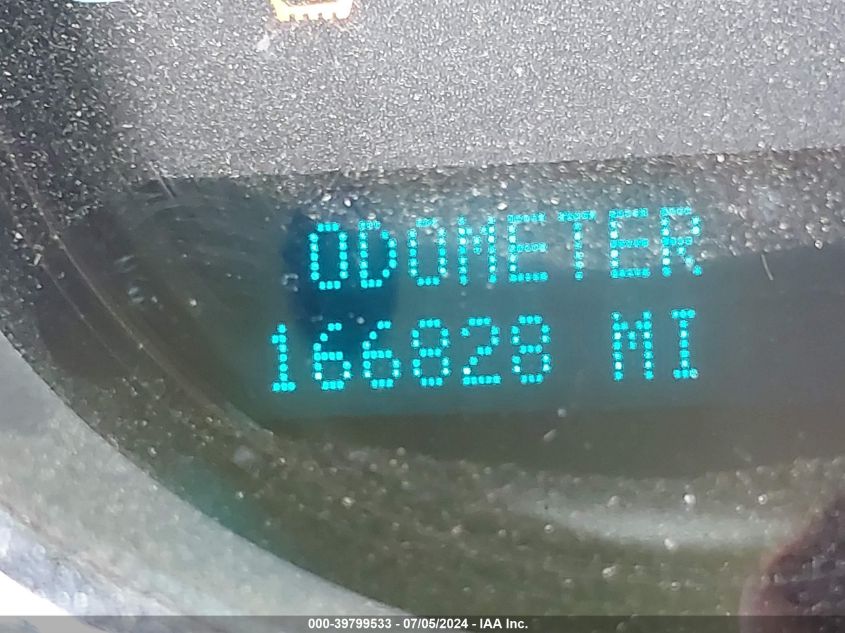 ODOMETER
166828 MI
000-39799533 - 07/05/2024 - IAA Inc.